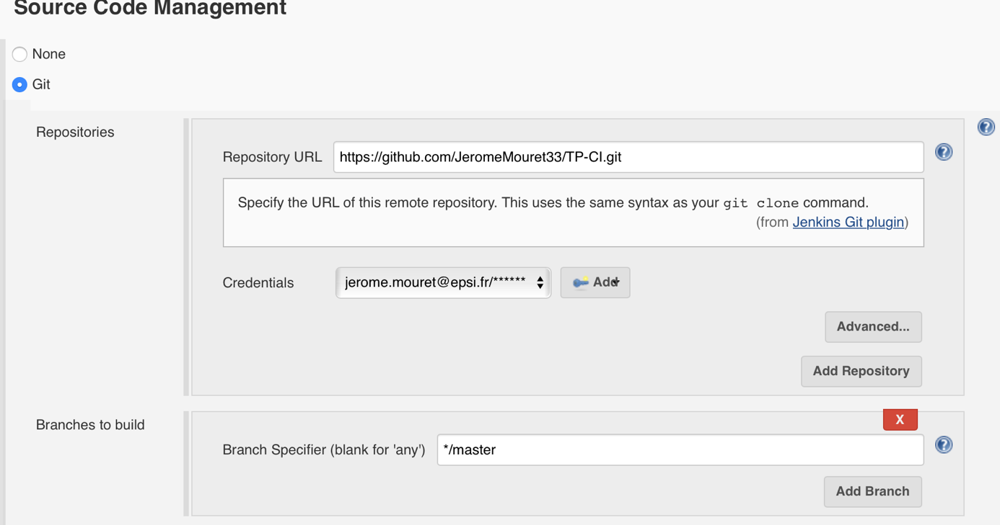 Source Code Management
None
Git
Repositories
Repository URL https://github.com/JeromeMouret33/TP-CI.git
Specify the URL of this remote repository. This uses the same syntax as your git clone command.
(from Jenkins Git plugin)
Credentials jerome.mouret@epsi.fr/****** Add
Advanced...
Add Repository
Branches to build
X
Branch Specifier (blank for 'any') */master
Add Branch